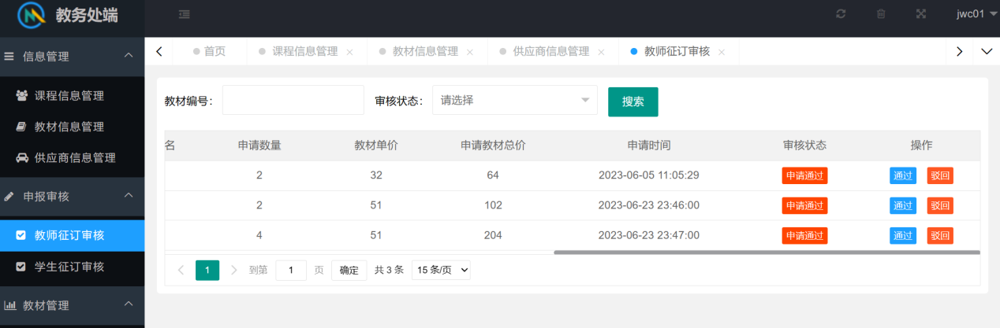 教务处端
jwc01
信息管理
课程信息管理
教材信息管理
供应商信息管理
申报审核
教师征订审核
学生征订审核
教材管理
首页 课程信息管理 教材信息管理 供应商信息管理 教师征订审核
教材编号： 审核状态： 请选择 搜索
名 申请数量 教材单价 申请教材总价 申请时间 审核状态 操作
2 32 64 2023-06-05 11:05:29 申请通过 通过 驳回
2 51 102 2023-06-23 23:46:00 申请通过 通过 驳回
4 51 204 2023-06-23 23:47:00 申请通过 通过 驳回
1 到第 1 页 确定 共 3 条 15 条/页